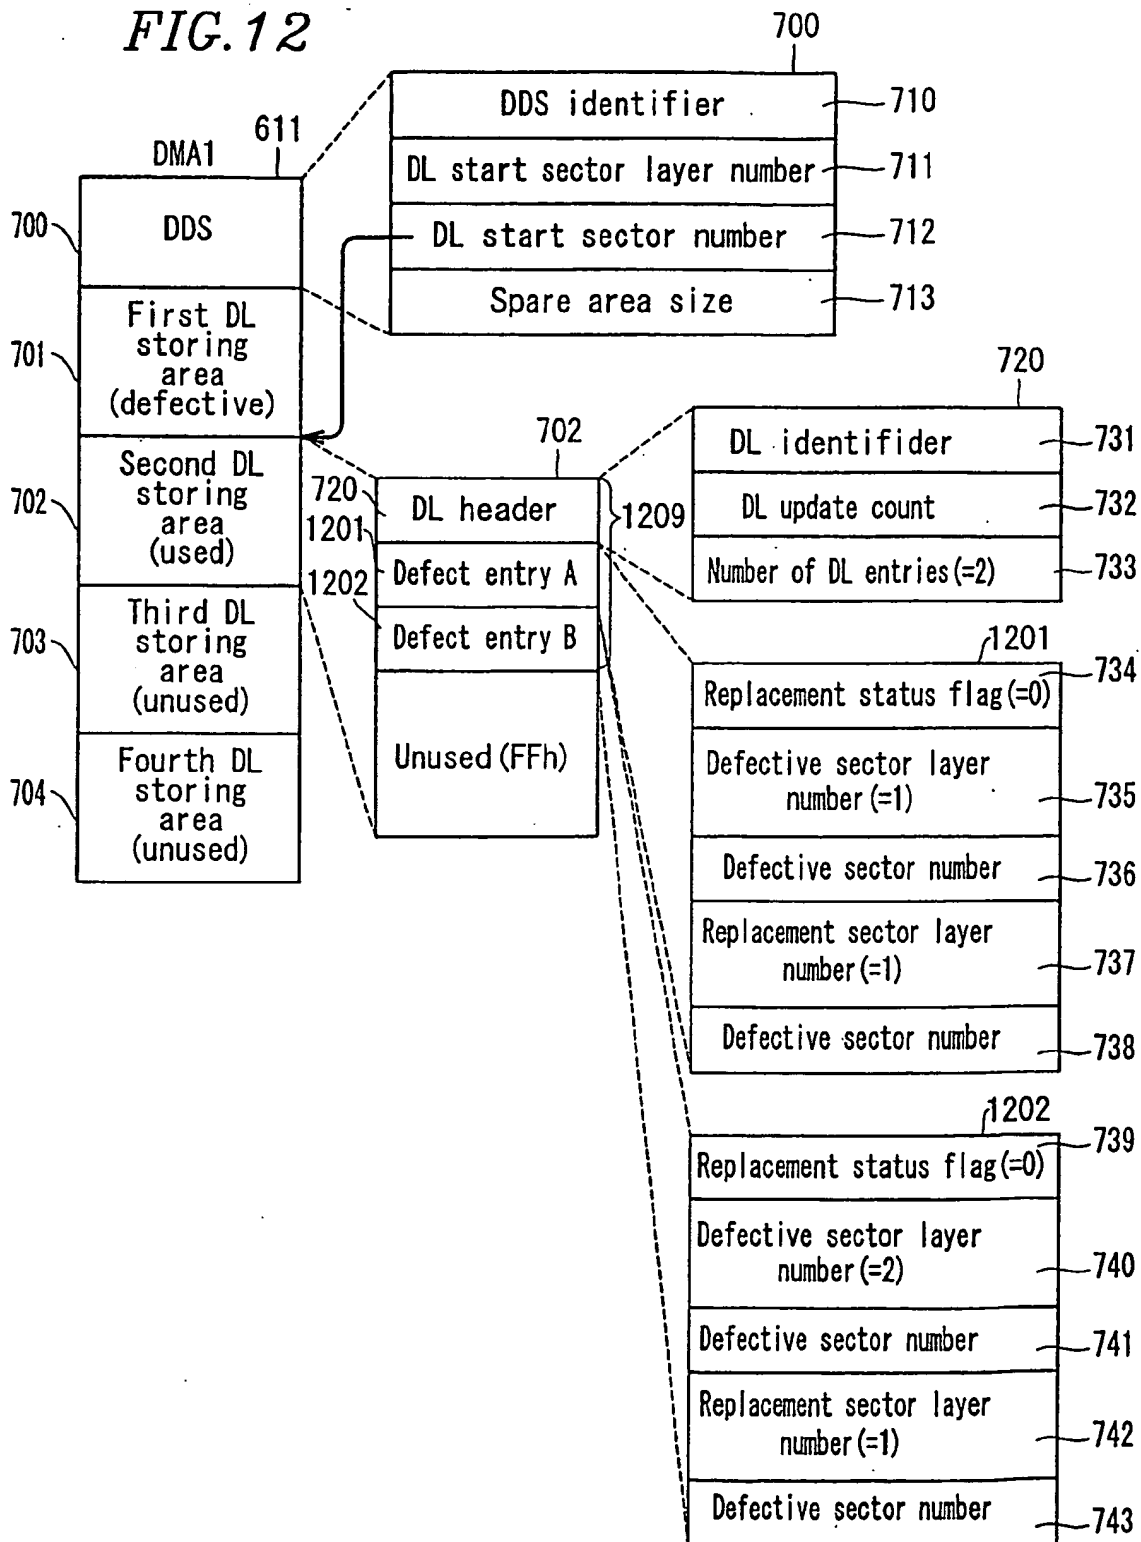 FIG.12
700
DDS identifier
710
DL start sector layer number
711
DL start sector number
712
Spare area size
713
611
DMA1
700
DDS
701
First DL
storing
area
(defective)
702
Second DL
storing
area
(used)
703
Third DL
storing
area
(unused)
704
Fourth DL
storing
area
(unused)
702
720
DL header
1209
1201
Defect entry A
1202
Defect entry B
Unused (FFh)
720
DL identifider
731
DL update count
732
Number of DL entries(=2)
733
1201
734
Replacement status flag(=0)
Defective sector layer
number(=1)
735
Defective sector number
736
Replacement sector layer
number(=1)
737
Defective sector number
738
1202
739
Replacement status flag(=0)
Defective sector layer
number(=2)
740
Defective sector number
741
Replacement sector layer
number(=1)
742
Defective sector number
743